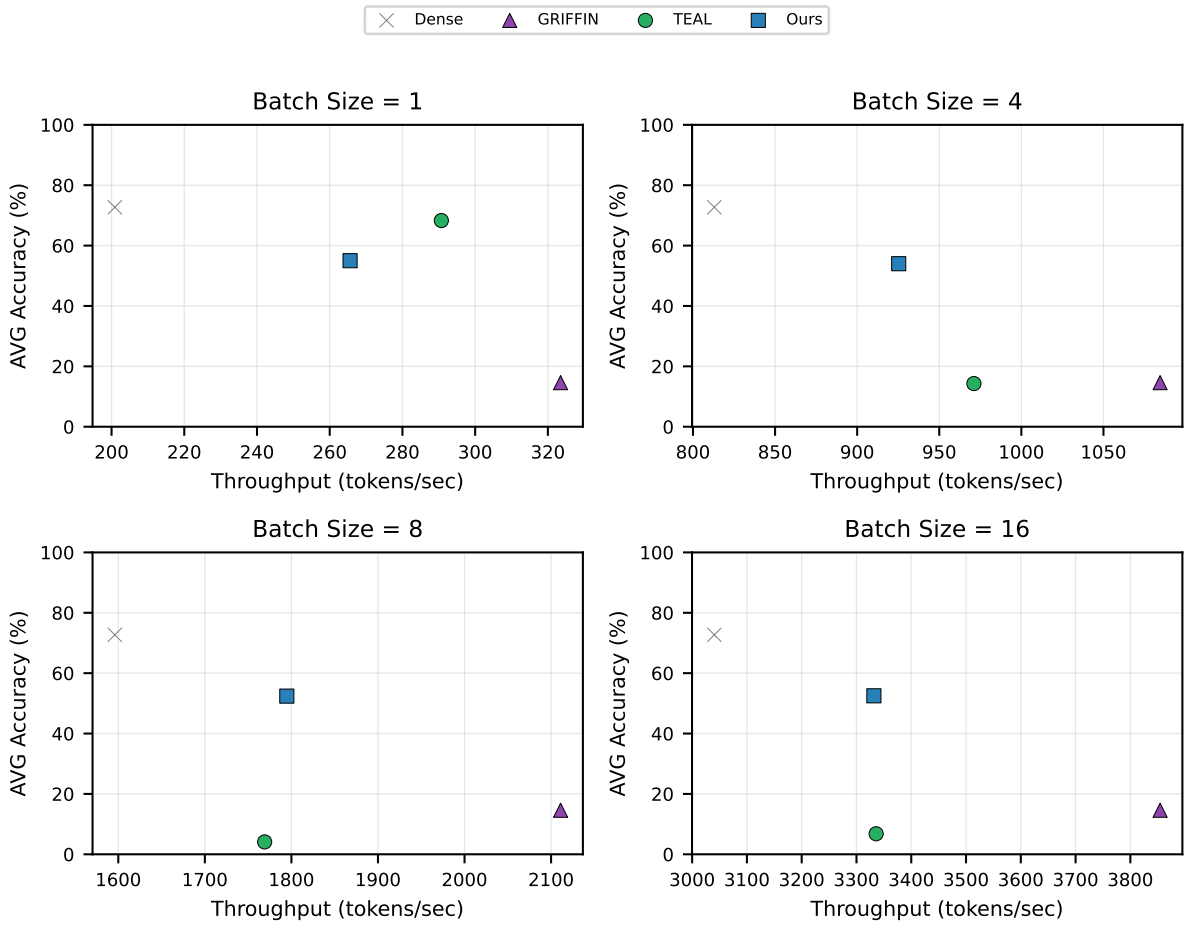 Dense GRIFFIN TEAL Ours
Batch Size = 1
AVG Accuracy (%)
100
80
60
40
20
0
200 220 240 260 280 300 320
Throughput (tokens/sec)
Batch Size = 4
AVG Accuracy (%)
100
80
60
40
20
0
800 850 900 950 1000 1050
Throughput (tokens/sec)
Batch Size = 8
AVG Accuracy (%)
100
80
60
40
20
0
1600 1700 1800 1900 2000 2100
Throughput (tokens/sec)
Batch Size = 16
AVG Accuracy (%)
100
80
60
40
20
0
3000 3100 3200 3300 3400 3500 3600 3700 3800
Throughput (tokens/sec)